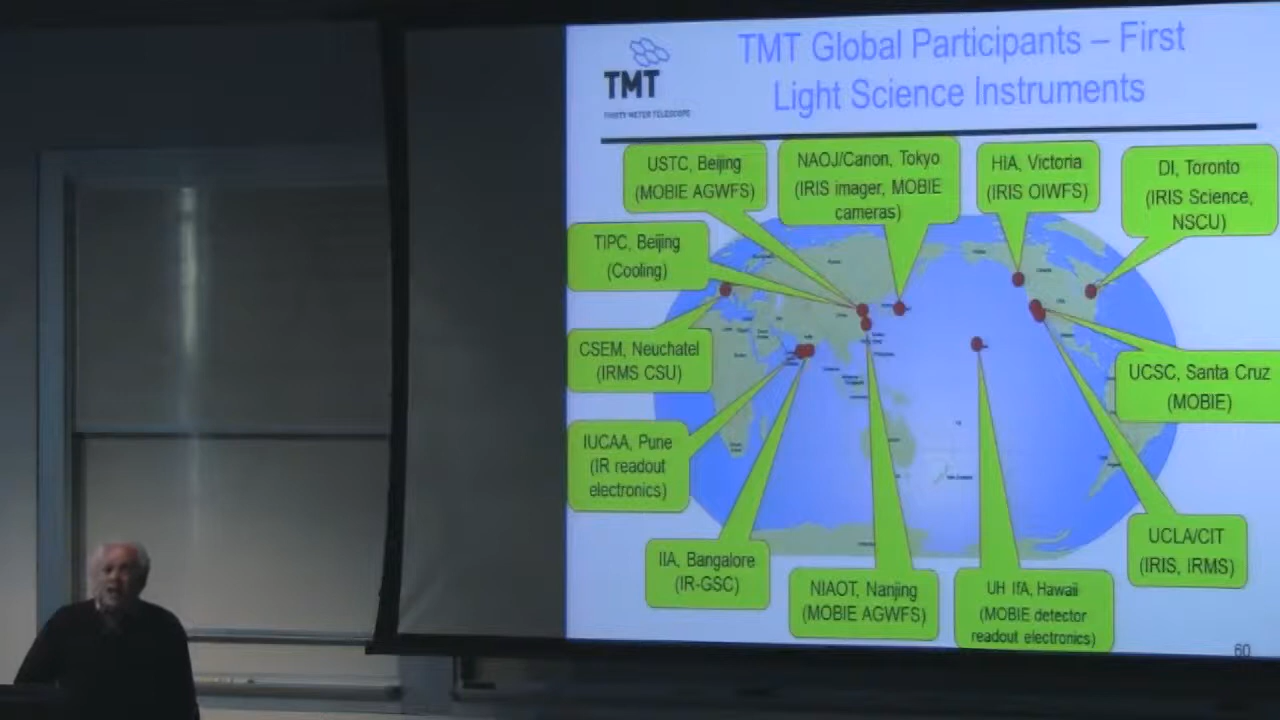 TMT
THIRTY METER TELESCOPE
TMT Global Participants – First
Light Science Instruments
USTC, Beijing
(MOBIE AGWFS)
NAOJ/Canon, Tokyo
(IRIS imager, MOBIE
cameras)
HIA, Victoria
(IRIS OIWFS)
DI, Toronto
(IRIS Science,
NSCU)
TIPC, Beijing
(Cooling)
CSEM, Neuchatel
(IRMS CSU)
UCSC, Santa Cruz
(MOBIE)
IUCAA, Pune
(IR readout
electronics)
IIA, Bangalore
(IR-GSC)
NIAOT, Nanjing
(MOBIE AGWFS)
UH IfA, Hawaii
(MOBIE detector
readout electronics)
UCLA/CIT
(IRIS, IRMS)
60